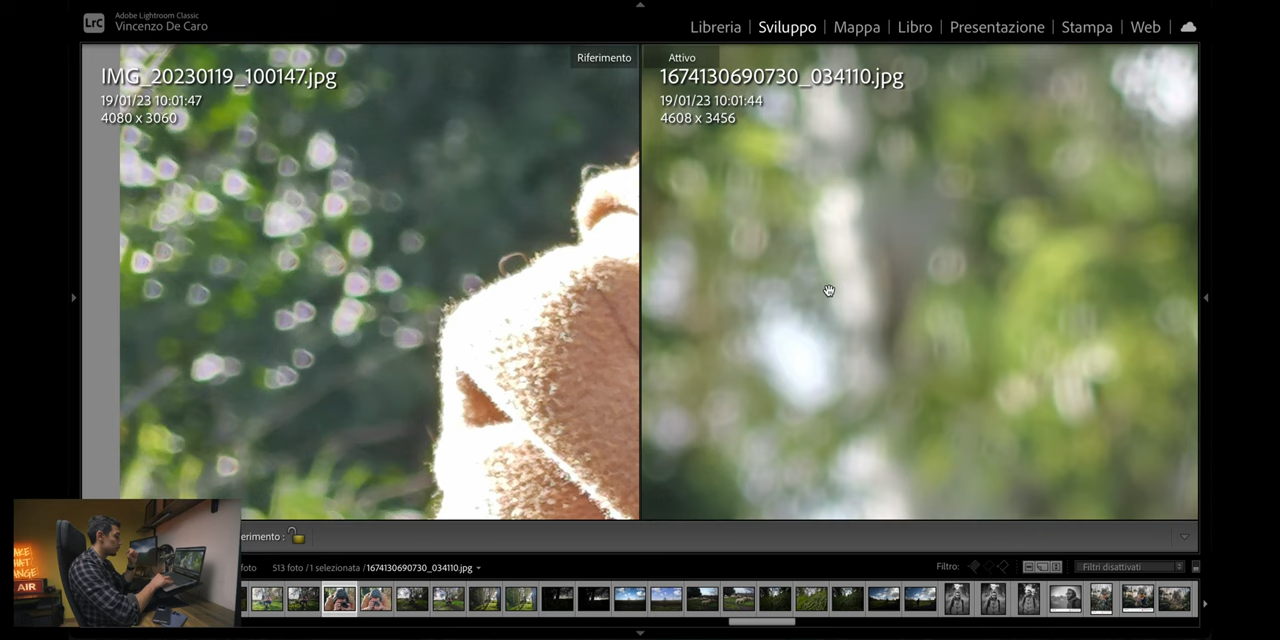 LrC
Adobe Lightroom Classic
Vincenzo De Caro
Libreria | Sviluppo | Mappa | Libro | Presentazione | Stampa | Web |
Riferimento
IMG_20230119_100147.jpg
19/01/23 10:01:47
4080 x 3060
Attivo
1674130690730_034110.jpg
19/01/23 10:01:44
4608 x 3456
erimento :
foto 513 foto /1 selezionata /1674130690730_034110.jpg
Filtro: Filtri disattivati
AIR